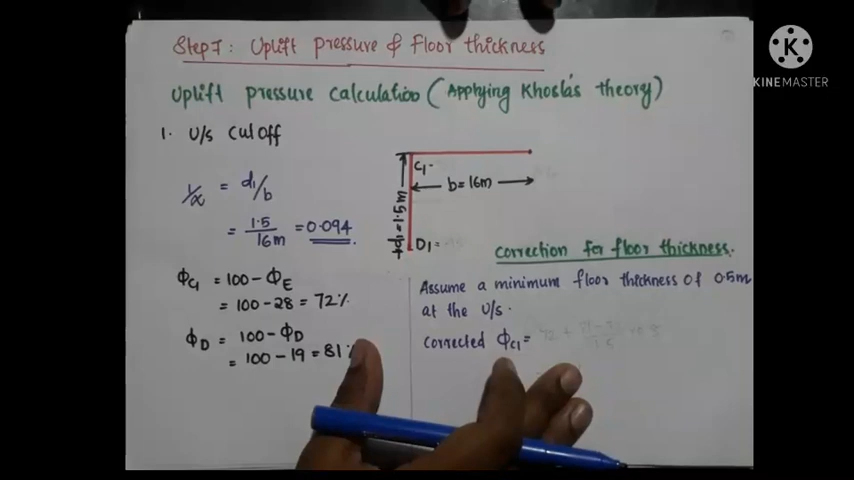 Step 7: Uplift pressure & Floor thickness
Uplift pressure calculation (Applying Khosla's theory)
1. U/s CutOff
1/α = d1/b
= 1.5/16m = 0.094.
ϕC1 = 100 - ϕE
= 100 - 28 = 72%
ϕD = 100 - ϕD
= 100 - 19 = 81%
C1-
b = 16m
d1 = 1.5m
D1 =
correction for floor thickness.
Assume a minimum floor thickness of 0.5m
at the U/s.
corrected ϕC1 =
K
KINEMASTER